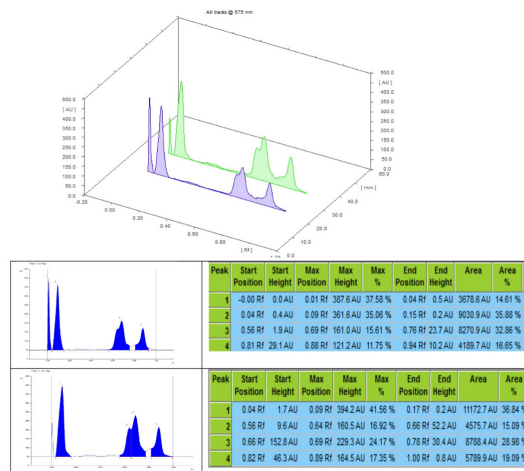 All tracks @ 575 nm
500.0
[ AU ]
400.0
350.0
300.0
250.0
200.0
150.0
100.0
50.0
0.0
-0.20
0.00
0.20
0.40
0.60
0.80
[ Rf ]
0.0
10.0
20.0
30.0
40.0
[ mm ]
60.0
500.0
[ AU ]
400.0
350.0
300.0
250.0
200.0
150.0
100.0
50.0
0.0
Peak Start Position Start Height Max Position Max Height Max % End Position End Height Area Area %
1 -0.00 Rf 0.0 AU 0.01 Rf 387.6 AU 37.58 % 0.04 Rf 0.5 AU 3678.6 AU 14.61 %
2 0.04 Rf 0.4 AU 0.09 Rf 361.6 AU 35.06 % 0.15 Rf 0.2 AU 9030.9 AU 35.88 %
3 0.56 Rf 1.9 AU 0.69 Rf 161.0 AU 15.61 % 0.76 Rf 23.7 AU 8270.9 AU 32.86 %
4 0.81 Rf 29.1 AU 0.88 Rf 121.2 AU 11.75 % 0.94 Rf 10.2 AU 4189.7 AU 16.65 %
Peak Start Position Start Height Max Position Max Height Max % End Position End Height Area Area %
1 0.04 Rf 1.7 AU 0.09 Rf 394.2 AU 41.56 % 0.17 Rf 0.2 AU 11172.7 AU 36.84 %
2 0.56 Rf 9.6 AU 0.64 Rf 160.5 AU 16.92 % 0.66 Rf 52.2 AU 4575.7 AU 15.09 %
3 0.66 Rf 152.8 AU 0.69 Rf 229.3 AU 24.17 % 0.78 Rf 30.4 AU 8788.4 AU 28.98 %
4 0.82 Rf 46.3 AU 0.89 Rf 164.5 AU 17.35 % 1.00 Rf 0.8 AU 5789.9 AU 19.09 %